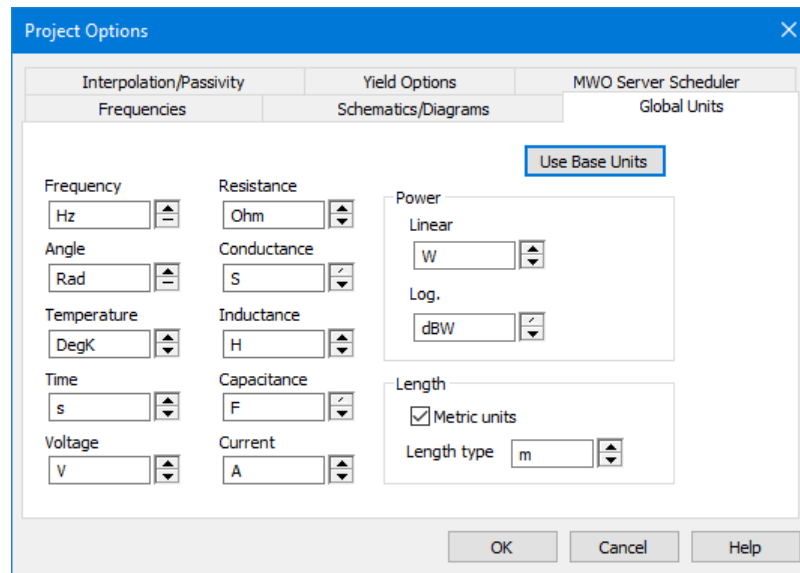 Project Options
Interpolation/Passivity Yield Options MWO Server Scheduler
Frequencies Schematics/Diagrams Global Units
Use Base Units
Frequency Resistance
Hz Ohm
Angle Conductance
Rad S
Temperature Inductance
DegK H
Time Capacitance
s F
Voltage Current
V A
Power
Linear
W
Log.
dBW
Length
Metric units
Length type m
OK Cancel Help